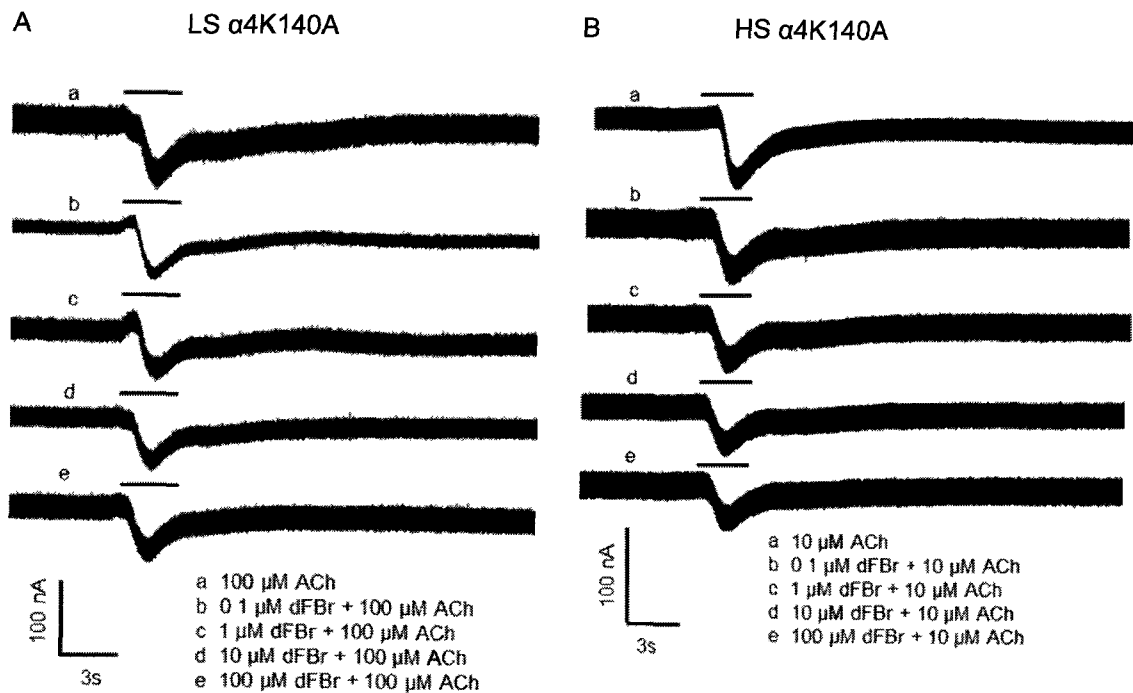 A LS α4K140A
a
b
c
d
e
100 nA
3s
a 100 µM ACh
b 0 1 µM dFBr + 100 µM ACh
c 1 µM dFBr + 100 µM ACh
d 10 µM dFBr + 100 µM ACh
e 100 µM dFBr + 100 µM ACh
B HS α4K140A
a
b
c
d
e
100 nA
3s
a 10 µM ACh
b 0 1 µM dFBr + 10 µM ACh
c 1 µM dFBr + 10 µM ACh
d 10 µM dFBr + 10 µM ACh
e 100 µM dFBr + 10 µM ACh